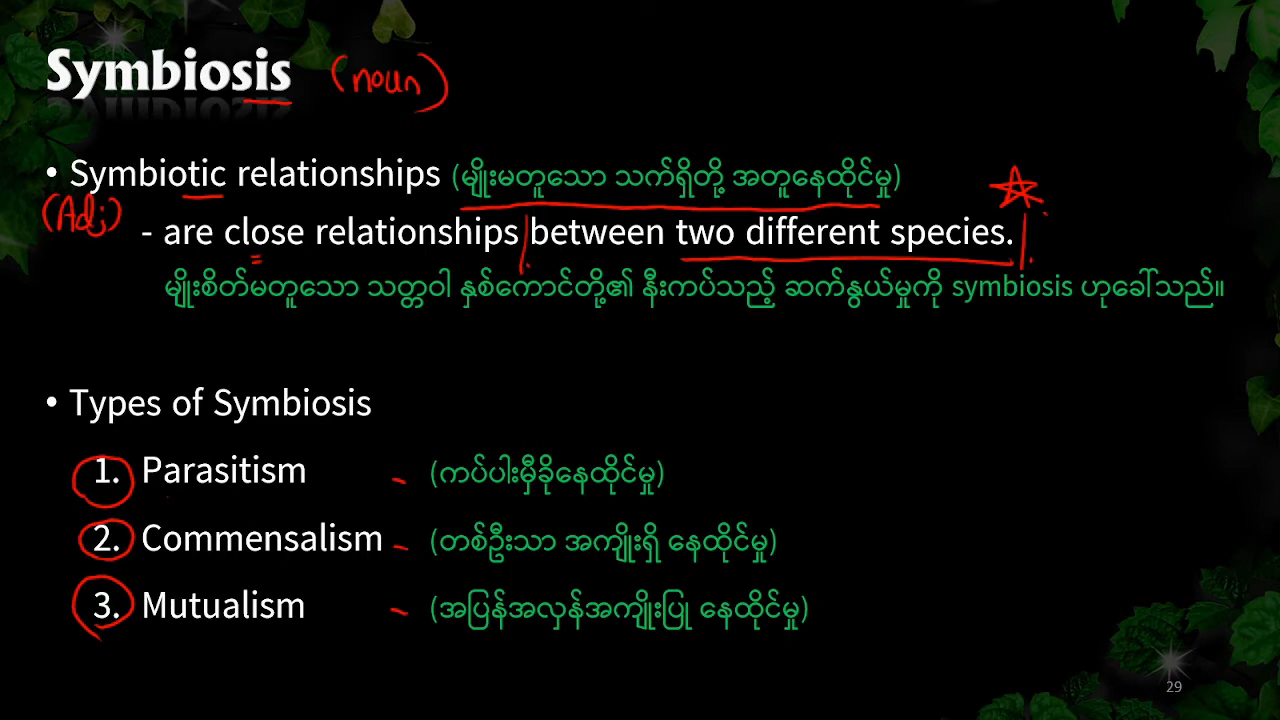 Symbiosis (noun)
• Symbiotic relationships (မျိုးမတူသော သက်ရှိတို့ အတူနေထိုင်မှု)
(Adj)
- are close relationships between two different species.
မျိုးစိတ်မတူသော သတ္တဝါ နှစ်ကောင်တို့၏ နီးကပ်သည့် ဆက်နွယ်မှုကို symbiosis ဟုခေါ်သည်။
• Types of Symbiosis
1. Parasitism - (ကပ်ပါးမှီခိုနေထိုင်မှု)
2. Commensalism - (တစ်ဦးသာ အကျိုးရှိ နေထိုင်မှု)
3. Mutualism - (အပြန်အလှန်အကျိုးပြု နေထိုင်မှု)
29